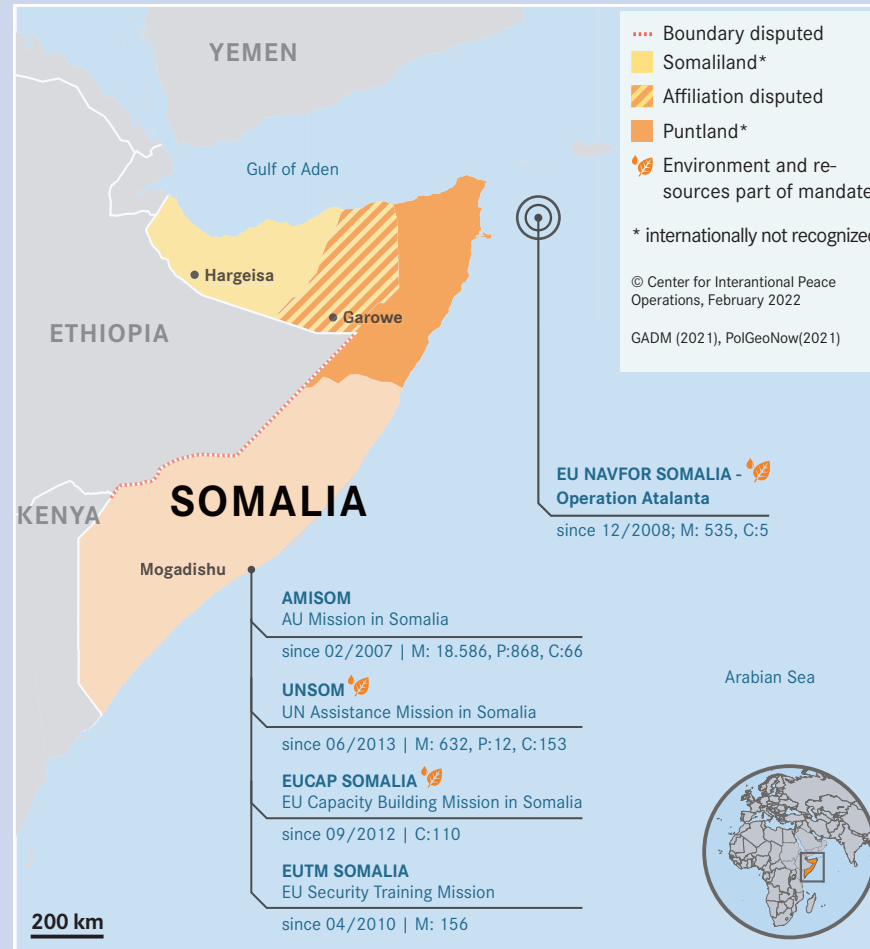 YEMEN
Gulf of Aden
Hargeisa
Garowe
ETHIOPIA
KENYA
SOMALIA
Mogadishu
Boundary disputed
Somaliland*
Affiliation disputed
Puntland*
Environment and re-
sources part of mandate
* internationally not recognized
© Center for Interantional Peace
Operations, February 2022
GADM (2021), PolGeoNow(2021)
EU NAVFOR SOMALIA -
Operation Atalanta
since 12/2008; M: 535, C:5
AMISOM
AU Mission in Somalia
since 02/2007 | M: 18.586, P:868, C:66
UNSOM
UN Assistance Mission in Somalia
since 06/2013 | M: 632, P:12, C:153
EUCAP SOMALIA
EU Capacity Building Mission in Somalia
since 09/2012 | C:110
EUTM SOMALIA
EU Security Training Mission
since 04/2010 | M: 156
Arabian Sea
200 km